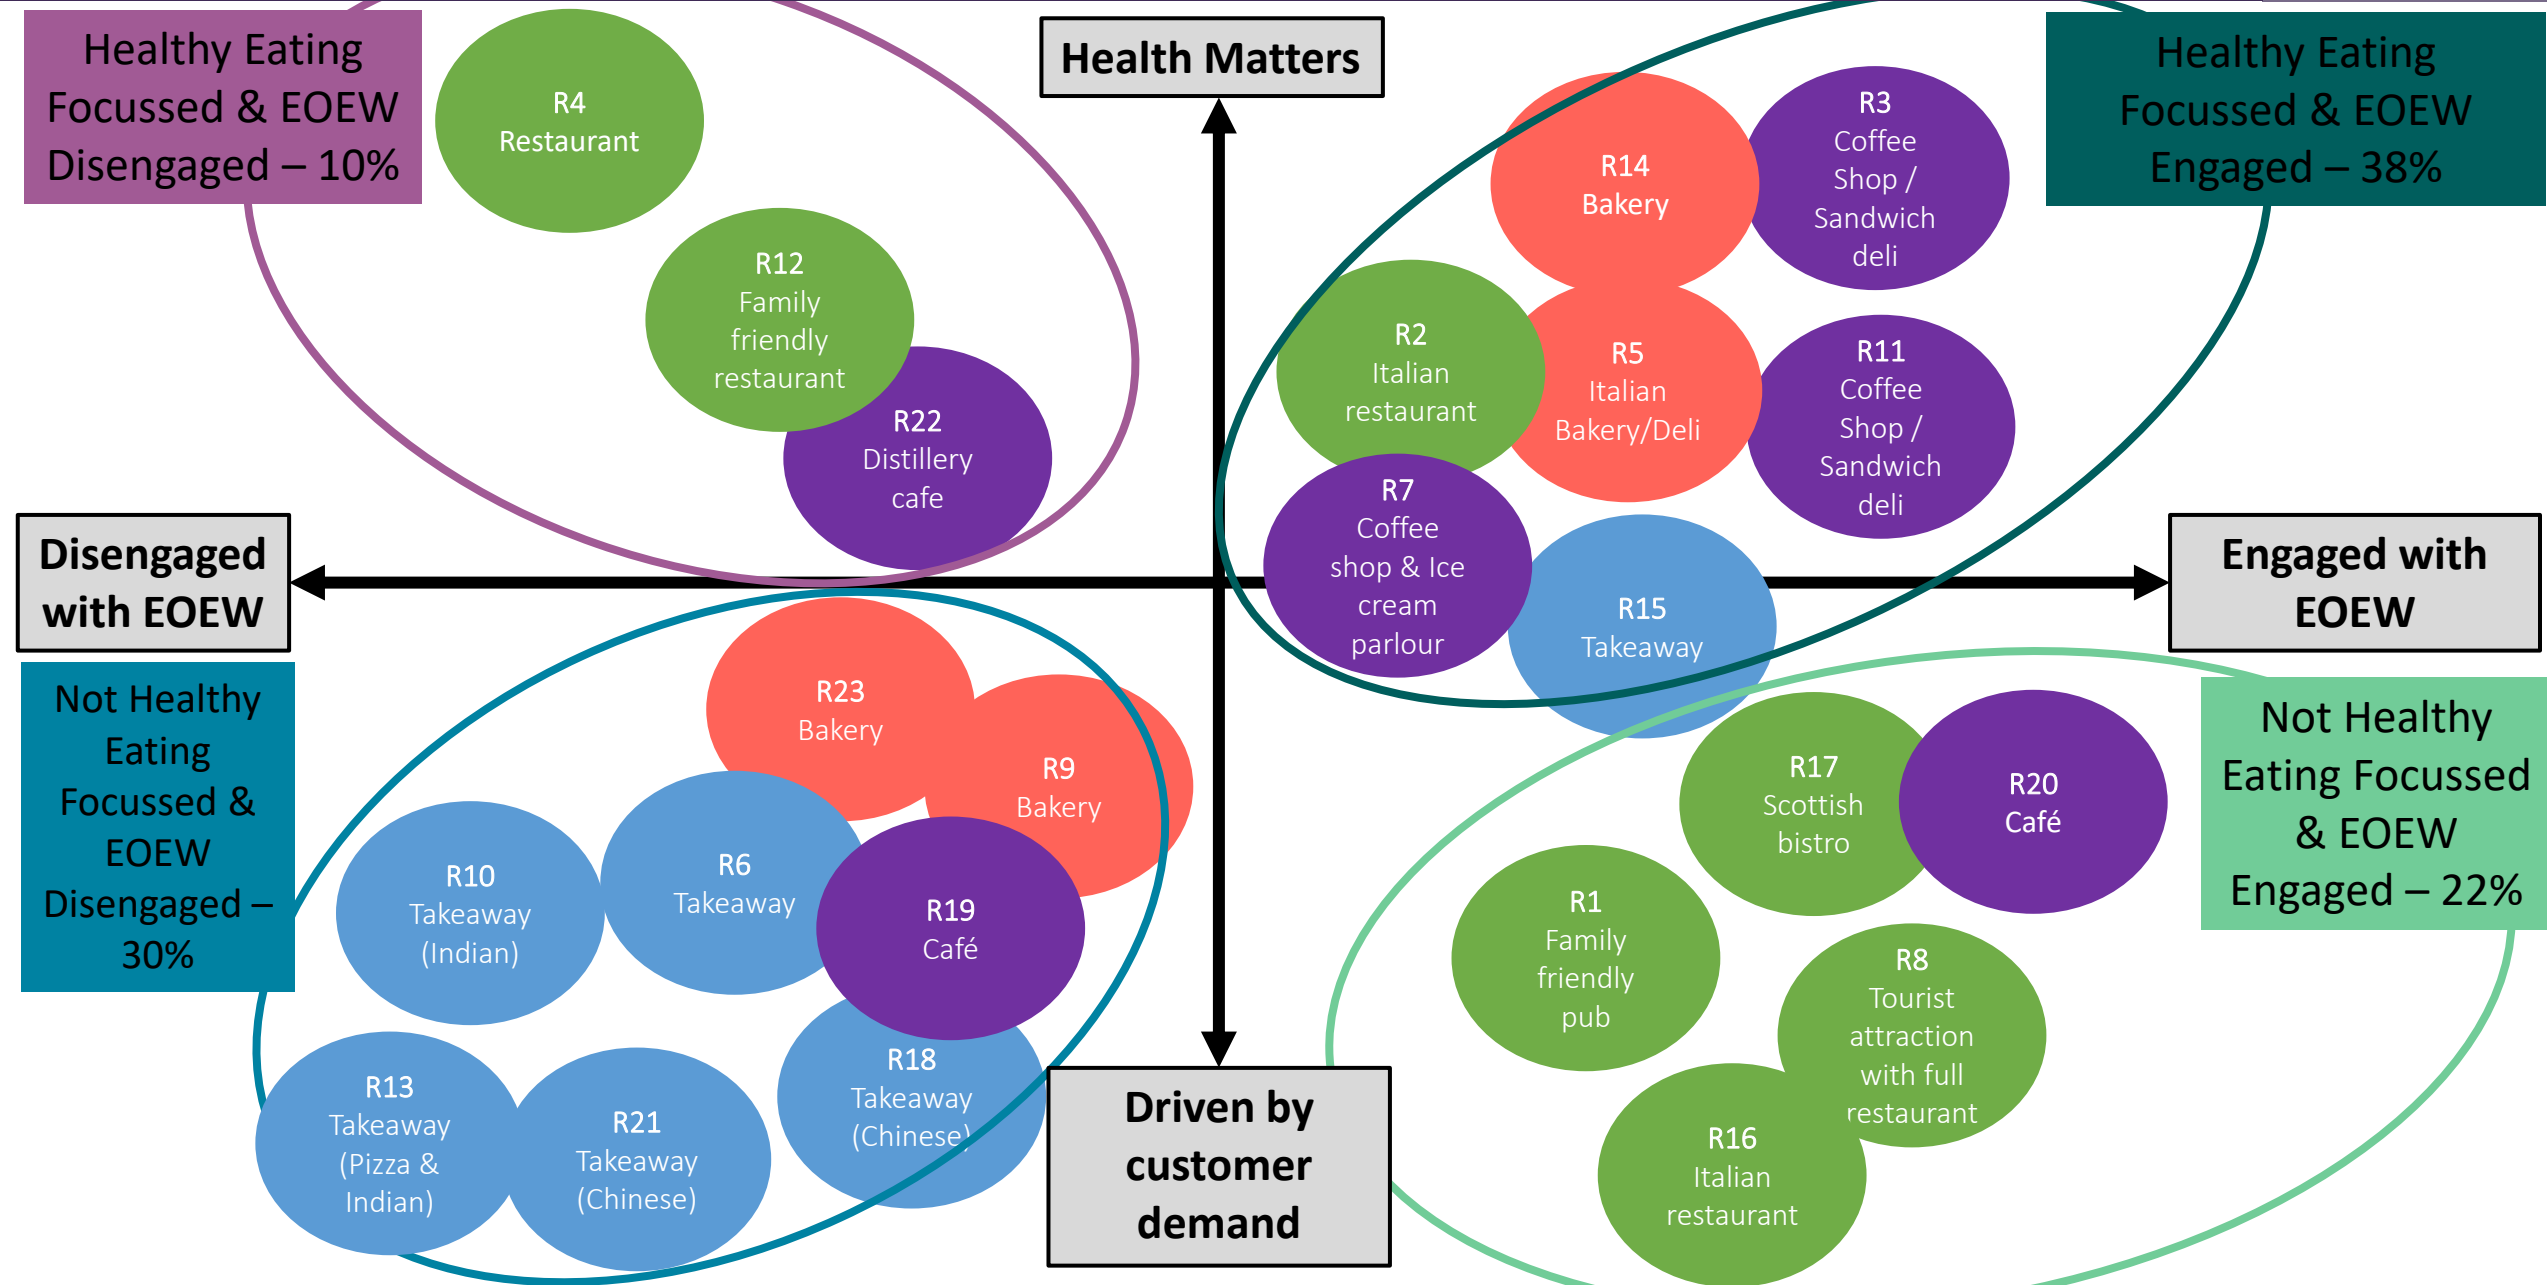 Healthy Eating
Focussed & EOEW
Disengaged – 10%
R4
Restaurant
R12
Family
friendly
restaurant
R22
Distillery
cafe
Health Matters
R14
Bakery
R3
Coffee
Shop /
Sandwich
deli
R2
Italian
restaurant
R5
Italian
Bakery/Deli
R11
Coffee
Shop /
Sandwich
deli
R7
Coffee
shop & Ice
cream
parlour
R15
Takeaway
Healthy Eating
Focussed & EOEW
Engaged – 38%
Disengaged
with EOEW
Engaged with
EOEW
Not Healthy
Eating
Focussed &
EOEW
Disengaged –
30%
R23
Bakery
R9
Bakery
R10
Takeaway
(Indian)
R6
Takeaway
R19
Café
R13
Takeaway
(Pizza &
Indian)
R21
Takeaway
(Chinese)
R18
Takeaway
(Chinese)
Driven by
customer
demand
R17
Scottish
bistro
R20
Café
R1
Family
friendly
pub
R8
Tourist
attraction
with full
restaurant
R16
Italian
restaurant
Not Healthy
Eating Focussed
& EOEW
Engaged – 22%